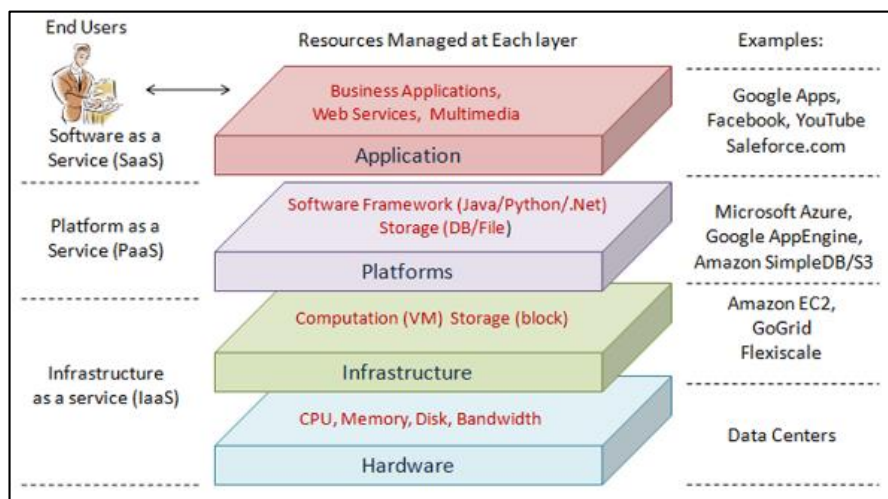 End Users
Resources Managed at Each layer
Examples:
Business Applications,
Web Services, Multimedia
Application
Software as a
Service (SaaS)
Google Apps,
Facebook, YouTube
Saleforce.com
Software Framework (Java/Python/.Net)
Storage (DB/File)
Platforms
Platform as a
Service (PaaS)
Microsoft Azure,
Google AppEngine,
Amazon SimpleDB/S3
Computation (VM) Storage (block)
Infrastructure
Amazon EC2,
GoGrid
Flexiscale
Infrastructure
as a service (IaaS)
CPU, Memory, Disk, Bandwidth
Hardware
Data Centers